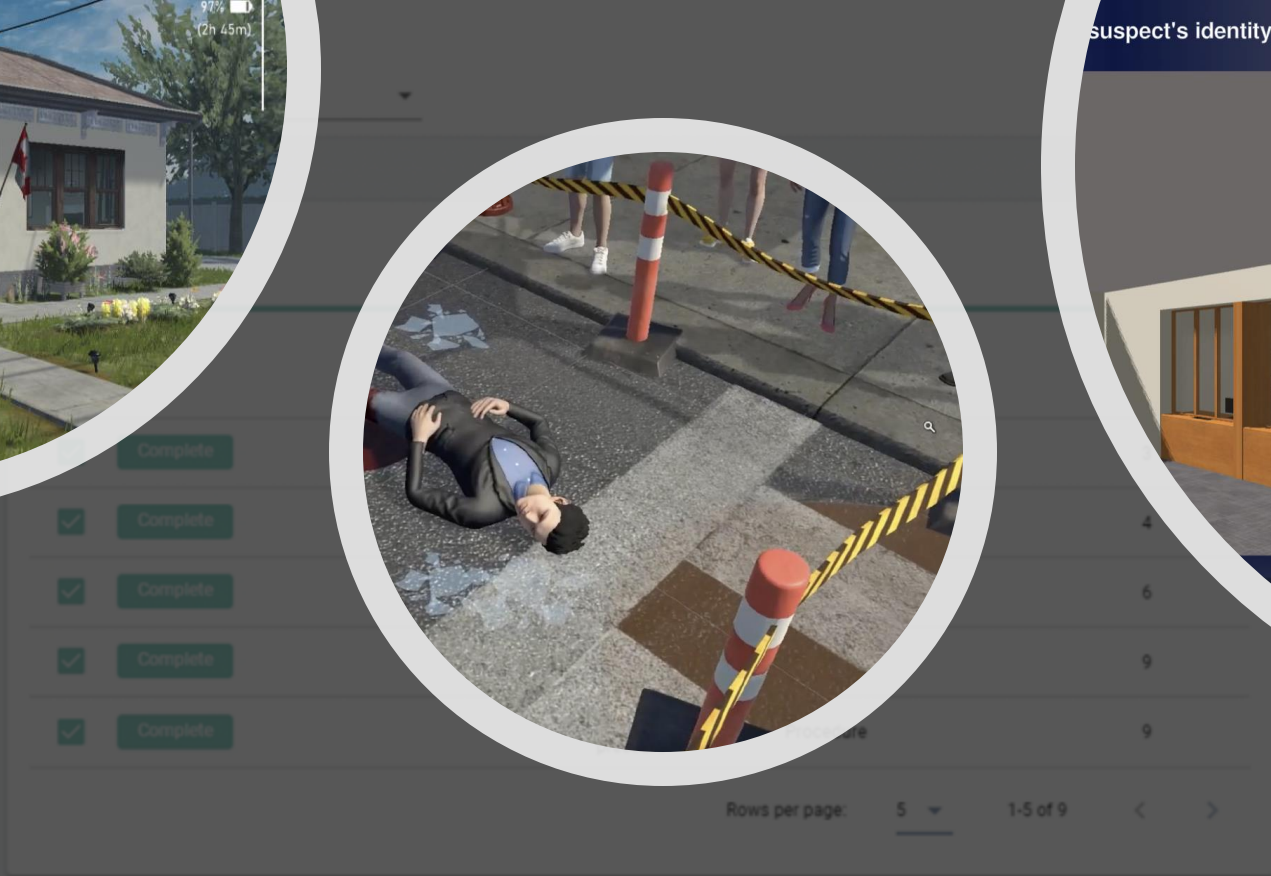 97%
(2h 45m)
suspect's identity
Complete
Complete 4
Complete 6
Complete 9
Complete Procedure 9
Rows per page: 5 1-5 of 9